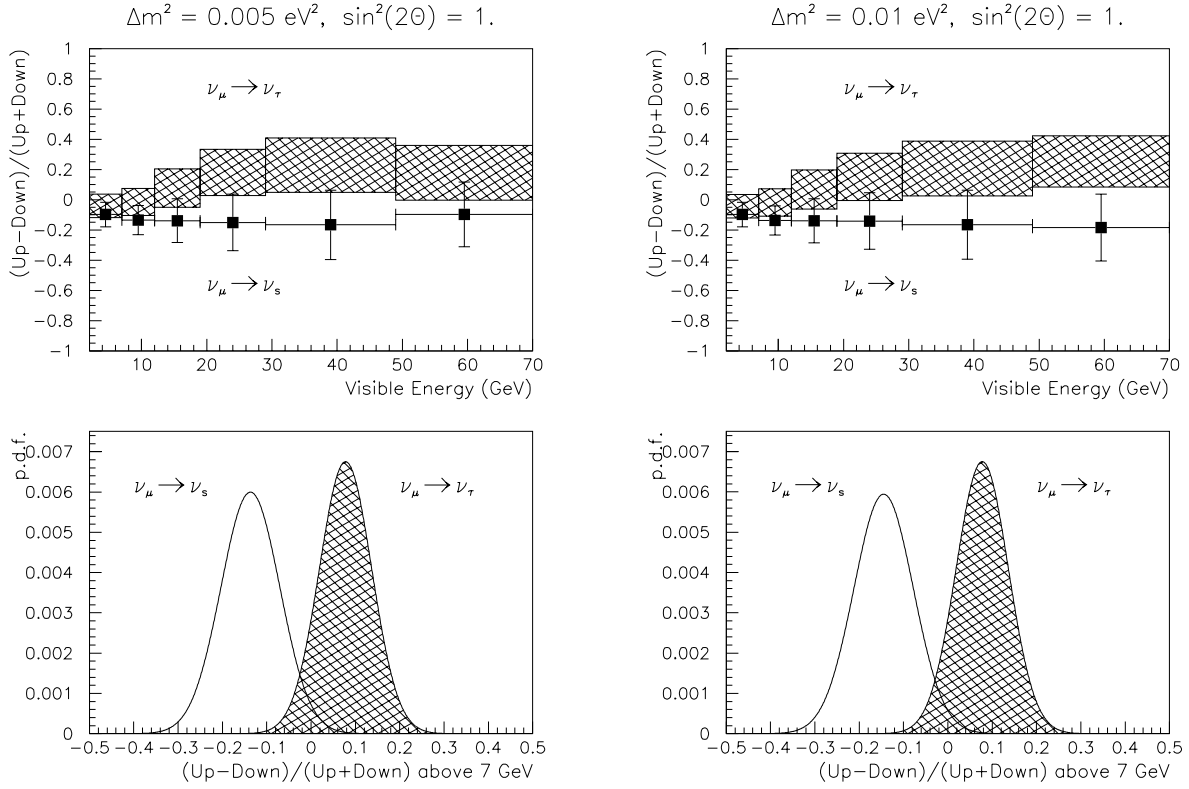 Δm² = 0.005 eV², sin²(2Θ) = 1.
(Up−Down)/(Up+Down)
1
0.8
0.6
0.4
0.2
0
−0.2
−0.4
−0.6
−0.8
−1
ν_μ → ν_τ
ν_μ → ν_s
10 20 30 40 50 60 70
Visible Energy (GeV)
Δm² = 0.01 eV², sin²(2Θ) = 1.
(Up−Down)/(Up+Down)
1
0.8
0.6
0.4
0.2
0
−0.2
−0.4
−0.6
−0.8
−1
ν_μ → ν_τ
ν_μ → ν_s
10 20 30 40 50 60 70
Visible Energy (GeV)
p.d.f.
0.007
0.006
0.005
0.004
0.003
0.002
0.001
0
ν_μ → ν_s
ν_μ → ν_τ
−0.5 −0.4 −0.3 −0.2 −0.1 0 0.1 0.2 0.3 0.4 0.5
(Up−Down)/(Up+Down) above 7 GeV
p.d.f.
0.007
0.006
0.005
0.004
0.003
0.002
0.001
0
ν_μ → ν_s
ν_μ → ν_τ
−0.5 −0.4 −0.3 −0.2 −0.1 0 0.1 0.2 0.3 0.4 0.5
(Up−Down)/(Up+Down) above 7 GeV